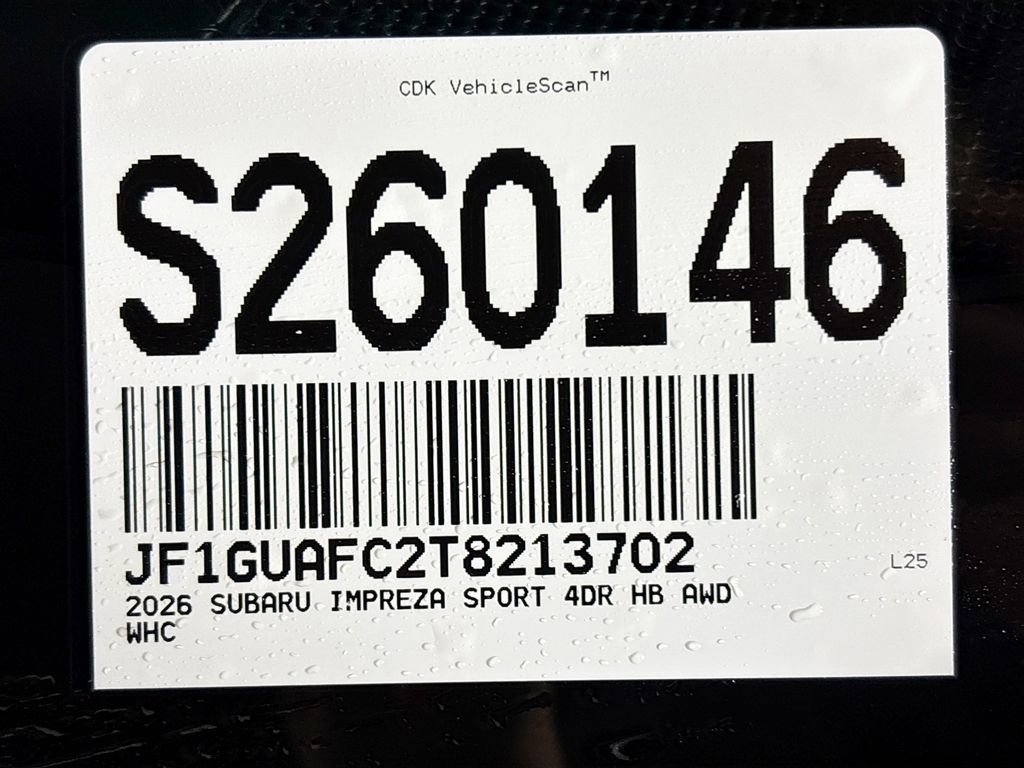 CDK VehicleScan™
S260146
JF1GUAFC2T8213702
L25
2026 SUBARU IMPREZA SPORT 4DR HB AWD
WHC